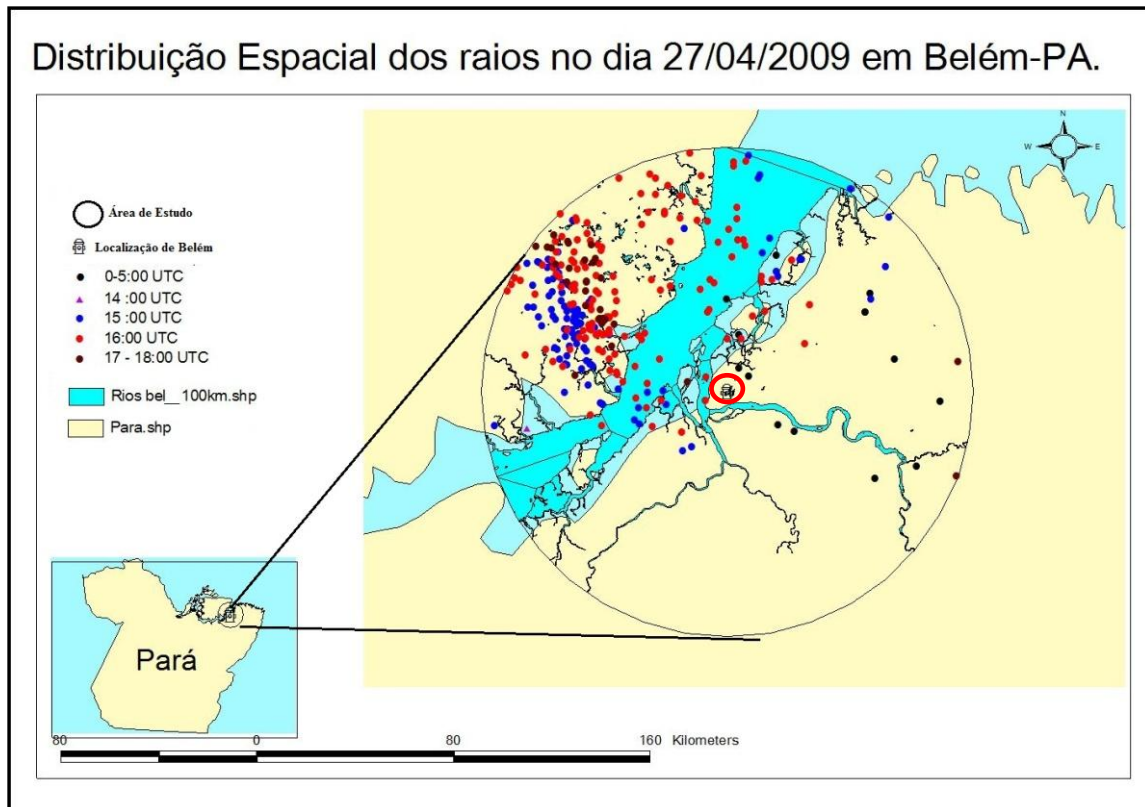 Distribuição Espacial dos raios no dia 27/04/2009 em Belém-PA.
N
W E
S
Área de Estudo
Localização de Belém
0-5:00 UTC
14 :00 UTC
15 :00 UTC
16:00 UTC
17 - 18:00 UTC
Rios bel__100km.shp
Para.shp
Pará
80 0 80 160 Kilometers